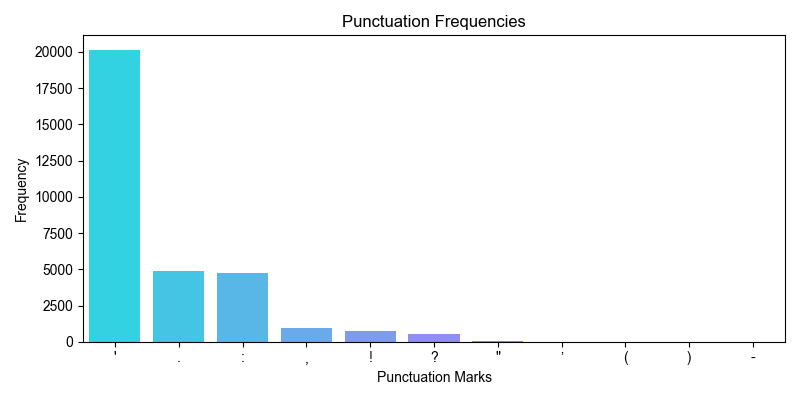 Punctuation Frequencies
Frequency
20000
17500
15000
12500
10000
7500
5000
2500
0
' . : , ! ? " ’ ( ) -
Punctuation Marks